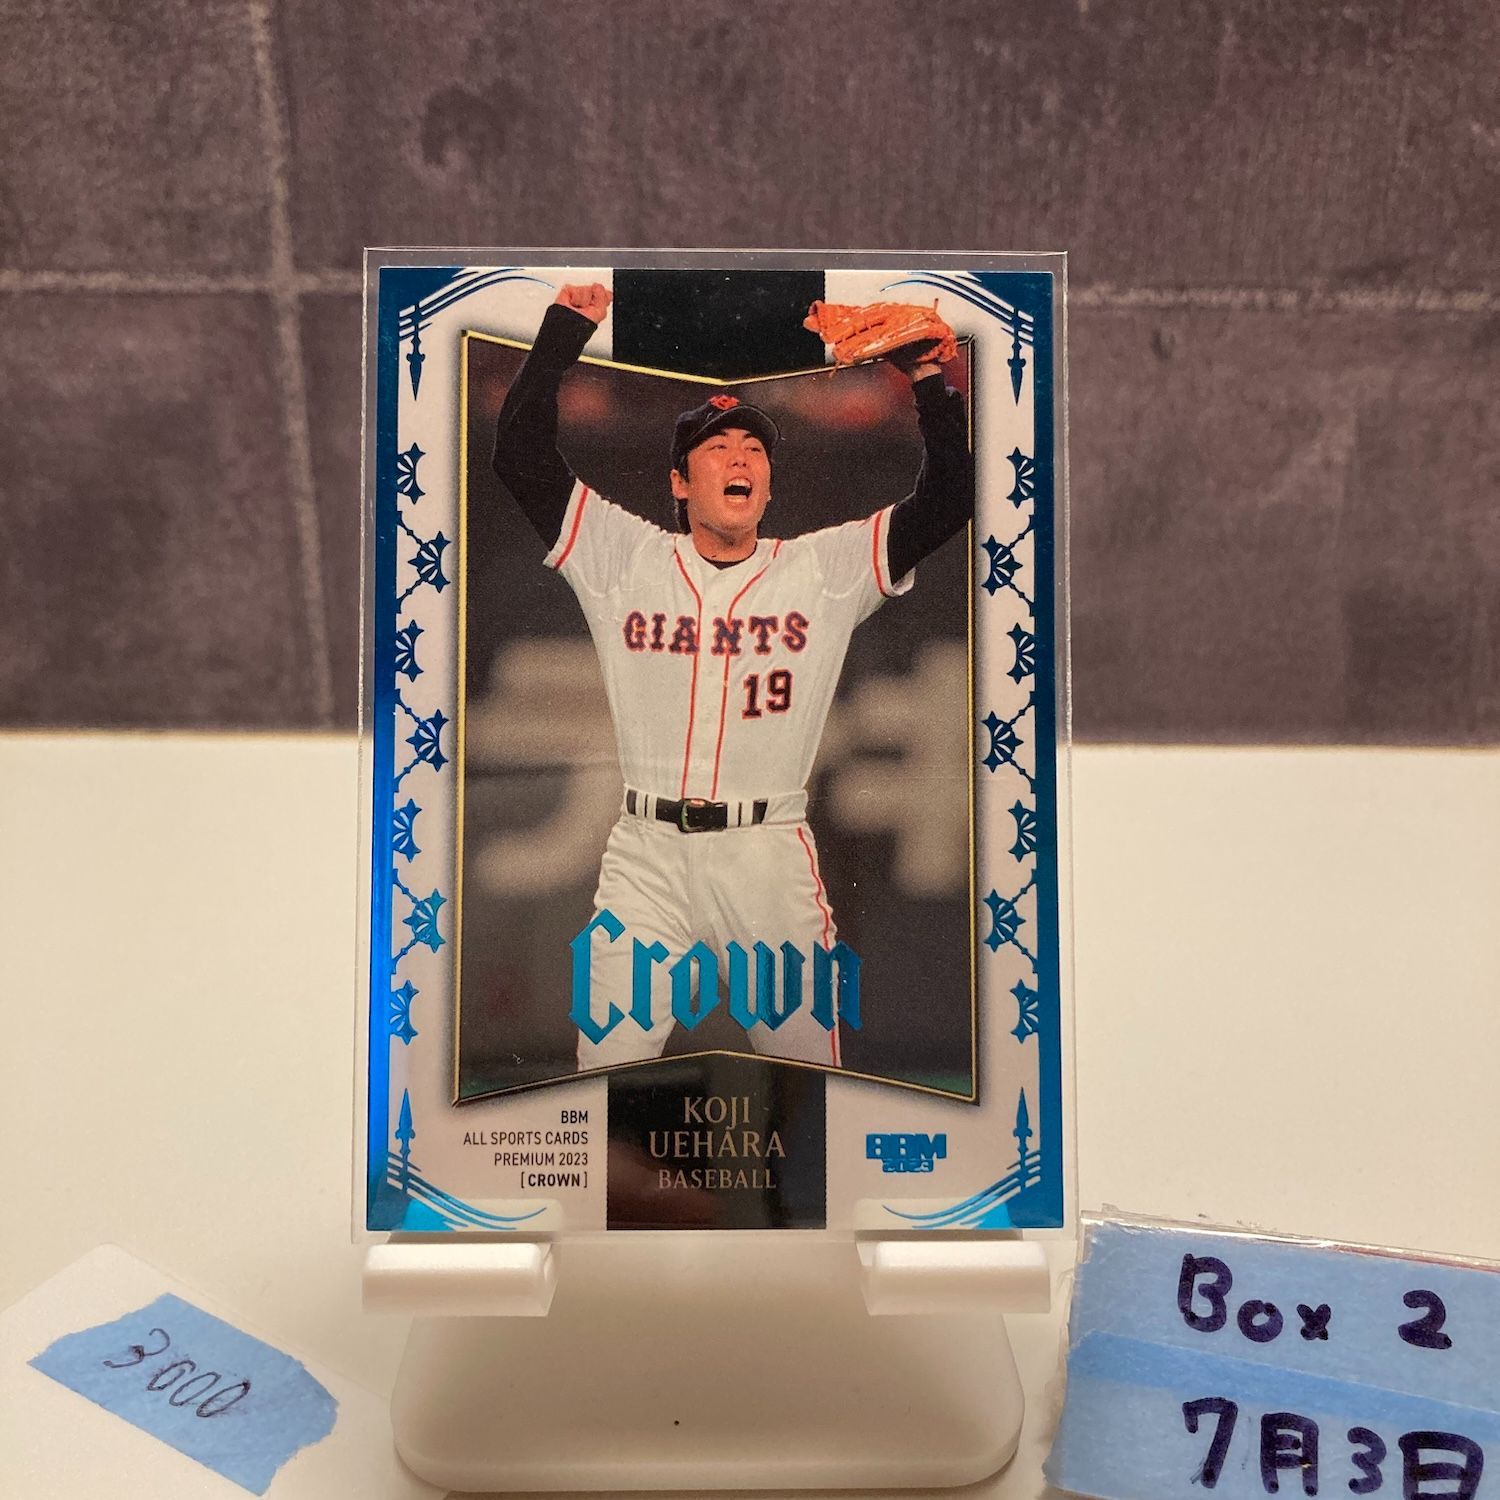 GIANTS
19
Crown
BBM
ALL SPORTS CARDS
PREMIUM 2023
[CROWN]
KOJI
UEHARA
BASEBALL
BBM
2023
3000
Box 2
7月3日